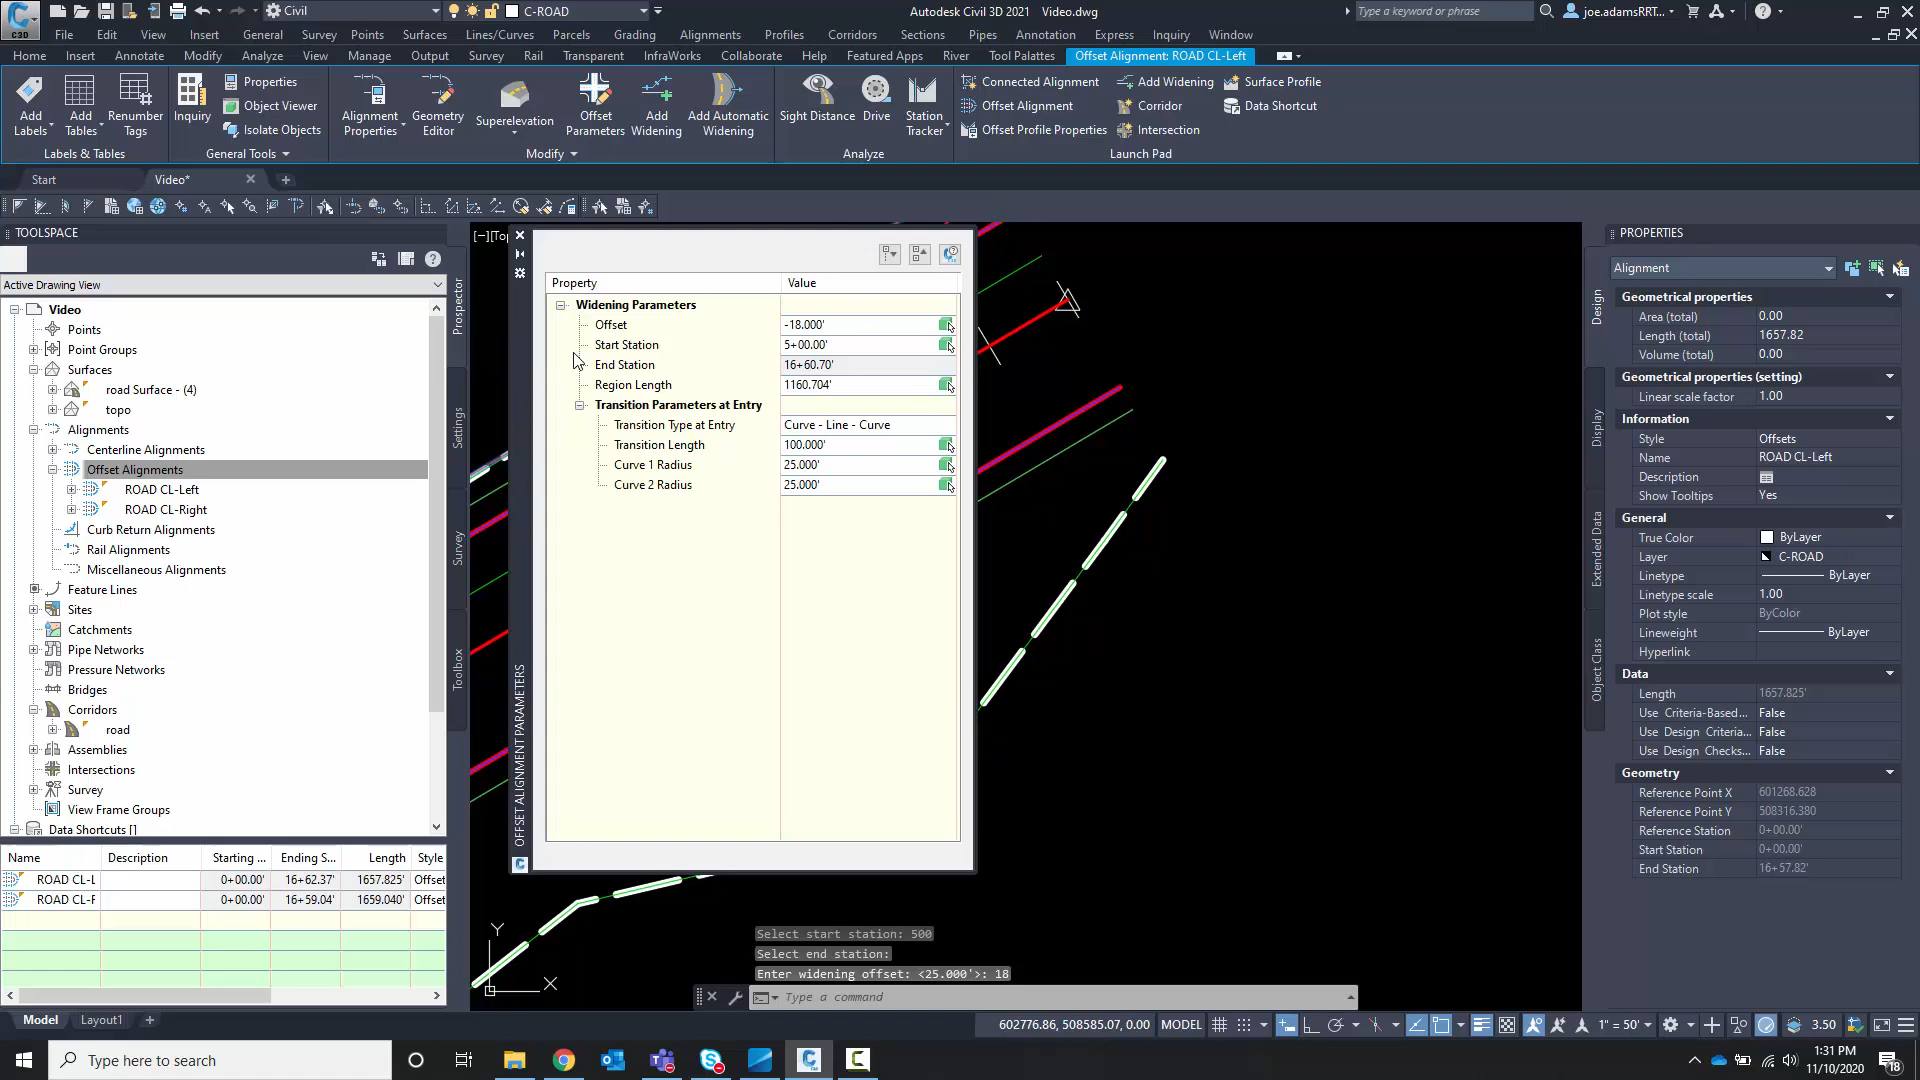 Civil
C-ROAD
Autodesk Civil 3D 2021 Video.dwg
Type a keyword or phrase
joe.adamsRRT...
C3D
File Edit View Insert General Survey Points Surfaces Lines/Curves Parcels Grading Alignments Profiles Corridors Sections Pipes Annotation Express Inquiry Window
Home Insert Annotate Modify Analyze View Manage Output Survey Rail Transparent InfraWorks Collaborate Help Featured Apps River Tool Palettes Offset Alignment: ROAD CL-Left
Add Labels
Add Tables
Renumber Tags
Inquiry
Properties
Object Viewer
Isolate Objects
Alignment Properties
Geometry Editor
Superelevation
Offset Parameters
Add Widening
Add Automatic Widening
Sight Distance
Drive
Station Tracker
Connected Alignment
Offset Alignment
Offset Profile Properties
Add Widening
Corridor
Intersection
Surface Profile
Data Shortcut
Labels & Tables
General Tools
Modify
Analyze
Launch Pad
Start
Video*
TOOLSPACE
Active Drawing View
Video
Points
Point Groups
Surfaces
road Surface - (4)
topo
Alignments
Centerline Alignments
Offset Alignments
ROAD CL-Left
ROAD CL-Right
Curb Return Alignments
Rail Alignments
Miscellaneous Alignments
Feature Lines
Sites
Catchments
Pipe Networks
Pressure Networks
Bridges
Corridors
road
Assemblies
Intersections
Survey
View Frame Groups
Data Shortcuts []
Prospector
Settings
Survey
Toolbox
Name Description Starting ... Ending S... Length Style
ROAD CL-L 0+00.00' 16+62.37' 1657.825' Offset
ROAD CL-F 0+00.00' 16+59.04' 1659.040' Offset
[−][Top
OFFSET ALIGNMENT PARAMETERS
Property Value
Widening Parameters
Offset -18.000'
Start Station 5+00.00'
End Station 16+60.70'
Region Length 1160.704'
Transition Parameters at Entry
Transition Type at Entry Curve - Line - Curve
Transition Length 100.000'
Curve 1 Radius 25.000'
Curve 2 Radius 25.000'
Y
X
Select start station: 500
Select end station:
Enter widening offset: <25.000'>: 18
Type a command
PROPERTIES
Alignment
Design
Display
Extended Data
Object Class
Geometrical properties
Area (total) 0.00
Length (total) 1657.82
Volume (total) 0.00
Geometrical properties (setting)
Linear scale factor 1.00
Information
Style Offsets
Name ROAD CL-Left
Description
Show Tooltips Yes
General
True Color ByLayer
Layer C-ROAD
Linetype ByLayer
Linetype scale 1.00
Plot style ByColor
Lineweight ByLayer
Hyperlink
Data
Length 1657.825'
Use Criteria-Based... False
Use Design Criteria... False
Use Design Checks... False
Geometry
Reference Point X 601268.628
Reference Point Y 508316.380
Reference Station 0+00.00'
Start Station 0+00.00'
End Station 16+57.82'
Model Layout1
602776.86, 508585.07, 0.00 MODEL
1" = 50'
3.50
Type here to search
1:31 PM
11/10/2020
18